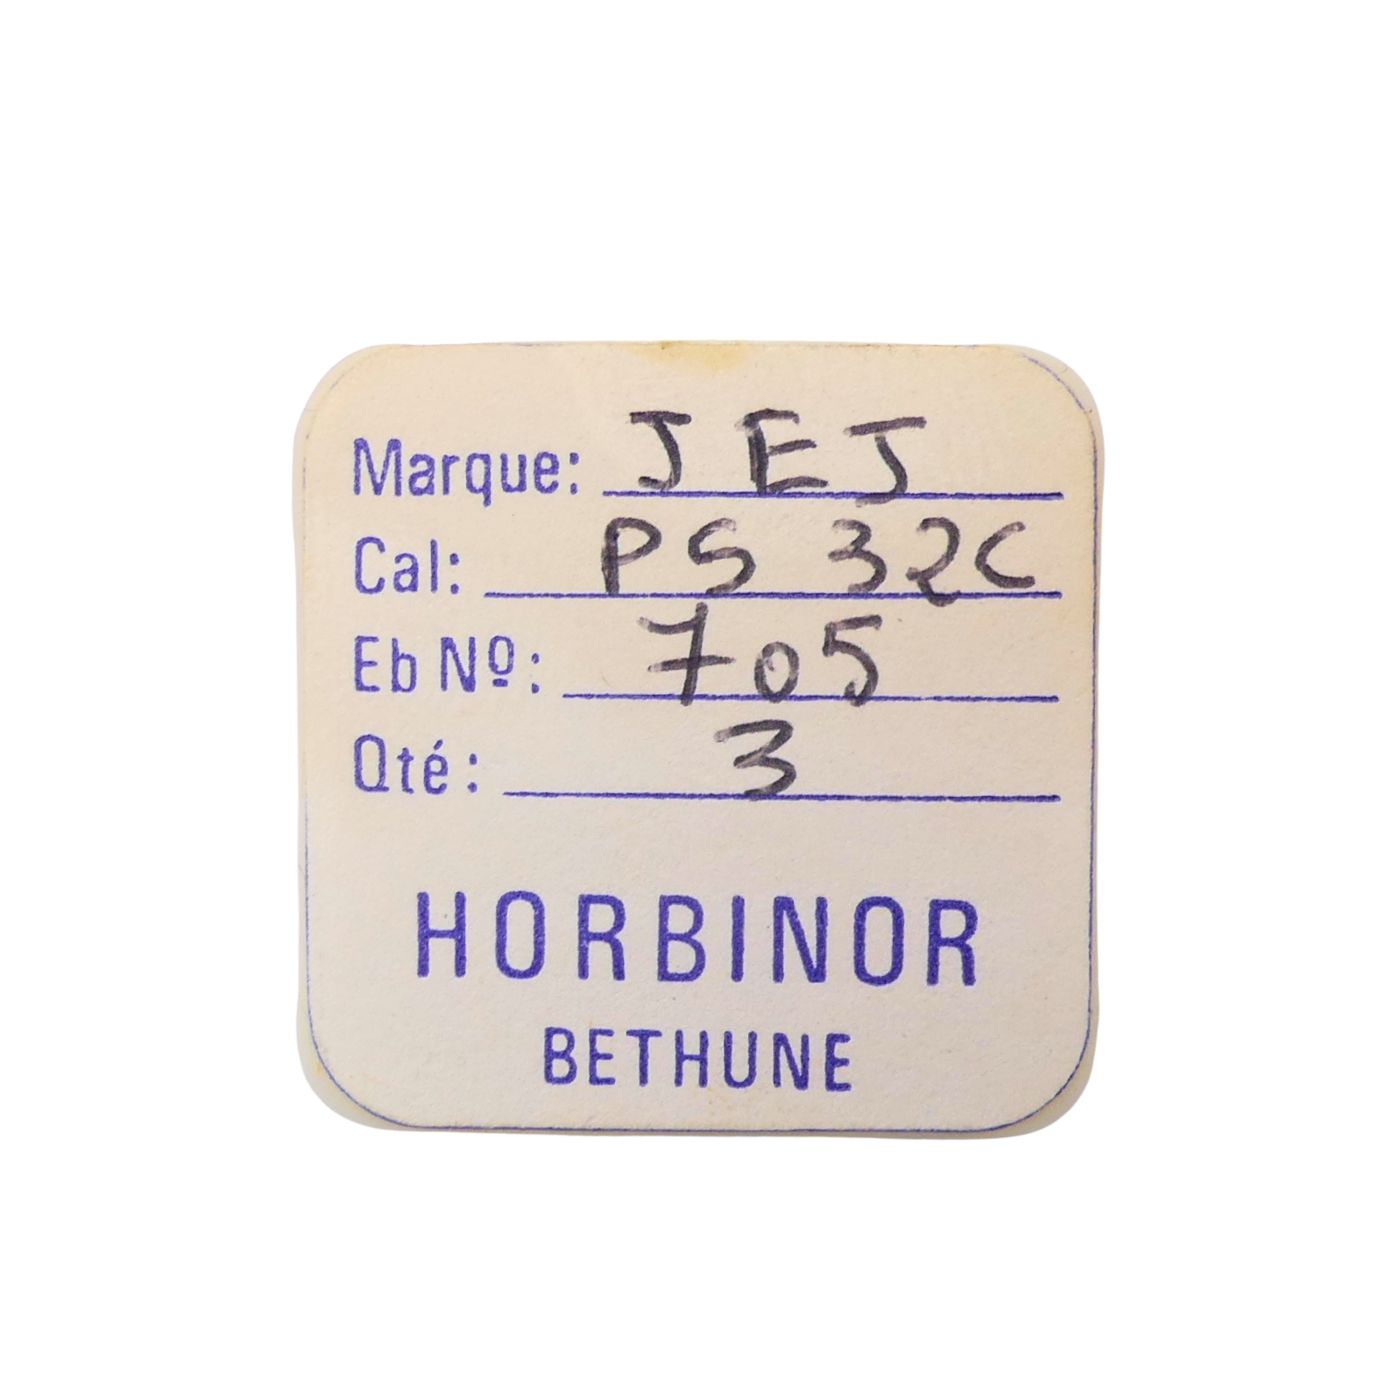 Marque: JEJ
Cal: PS 32C
Eb Nº: 705
Qté: 3
HORBINOR
BETHUNE